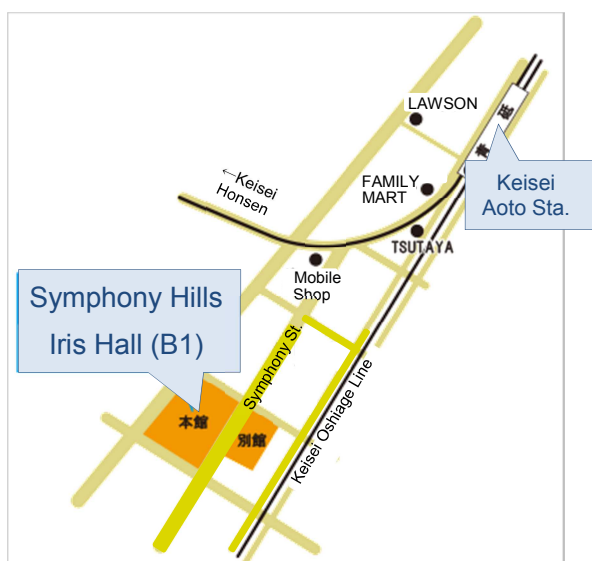 LAWSON
青砥
←Keisei
Honsen
FAMILY
MART
Keisei
Aoto Sta.
TSUTAYA
Mobile
Shop
Symphony Hills
Iris Hall (B1)
Symphony St.
Keisei Oshiage Line
本館
別館